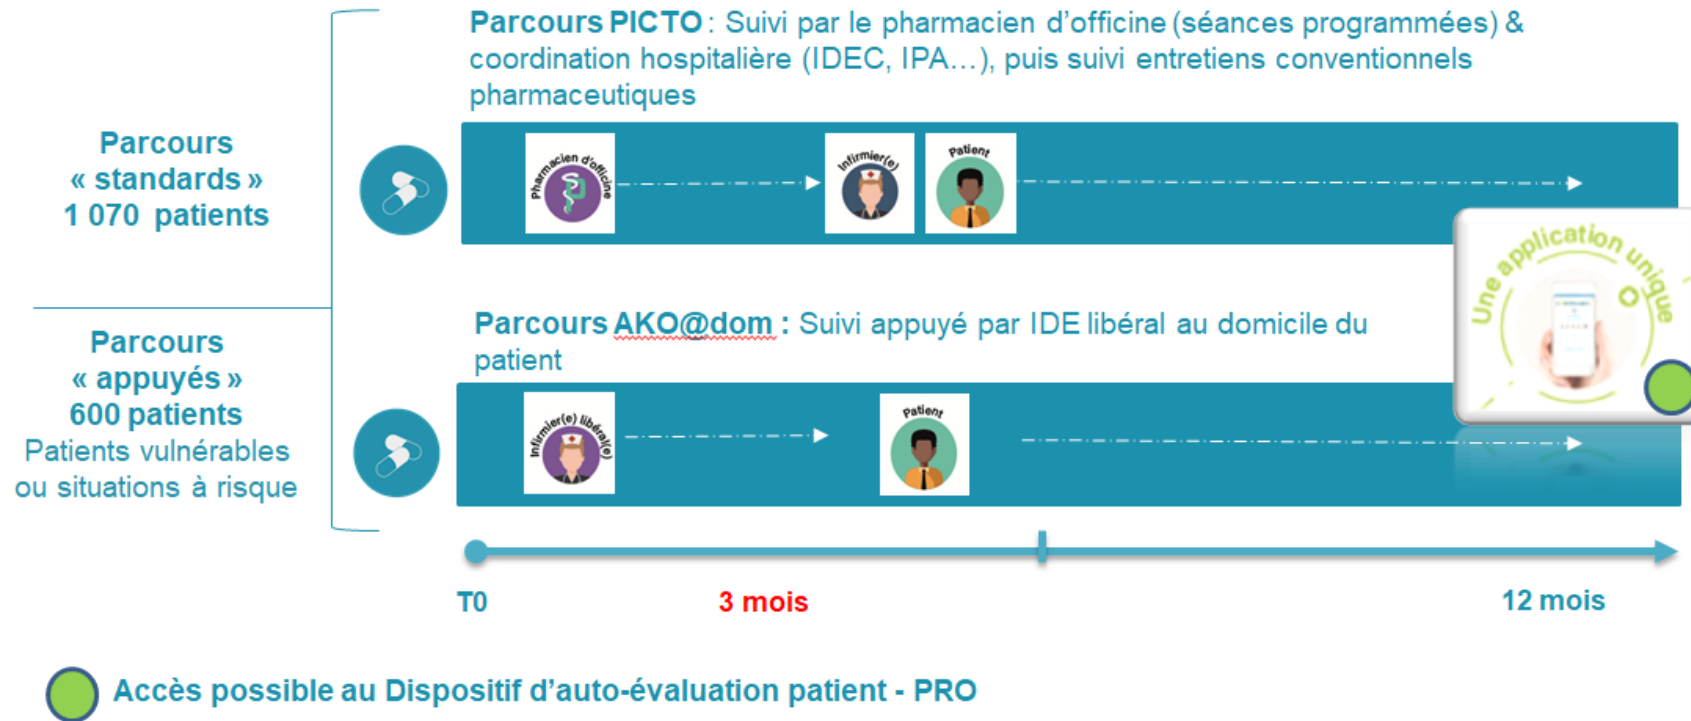 Parcours PICTO : Suivi par le pharmacien d’officine (séances programmées) &
coordination hospitalière (IDEC, IPA…), puis suivi entretiens conventionnels
pharmaceutiques
Parcours
« standards »
1 070 patients
Pharmacien d'officine
Infirmier(e)
Patient
Une application unique
Parcours AKO@dom : Suivi appuyé par IDE libéral au domicile du
patient
Parcours
« appuyés »
600 patients
Patients vulnérables
ou situations à risque
Infirmier(e) libéral(e)
Patient
T0
3 mois
12 mois
Accès possible au Dispositif d’auto-évaluation patient - PRO